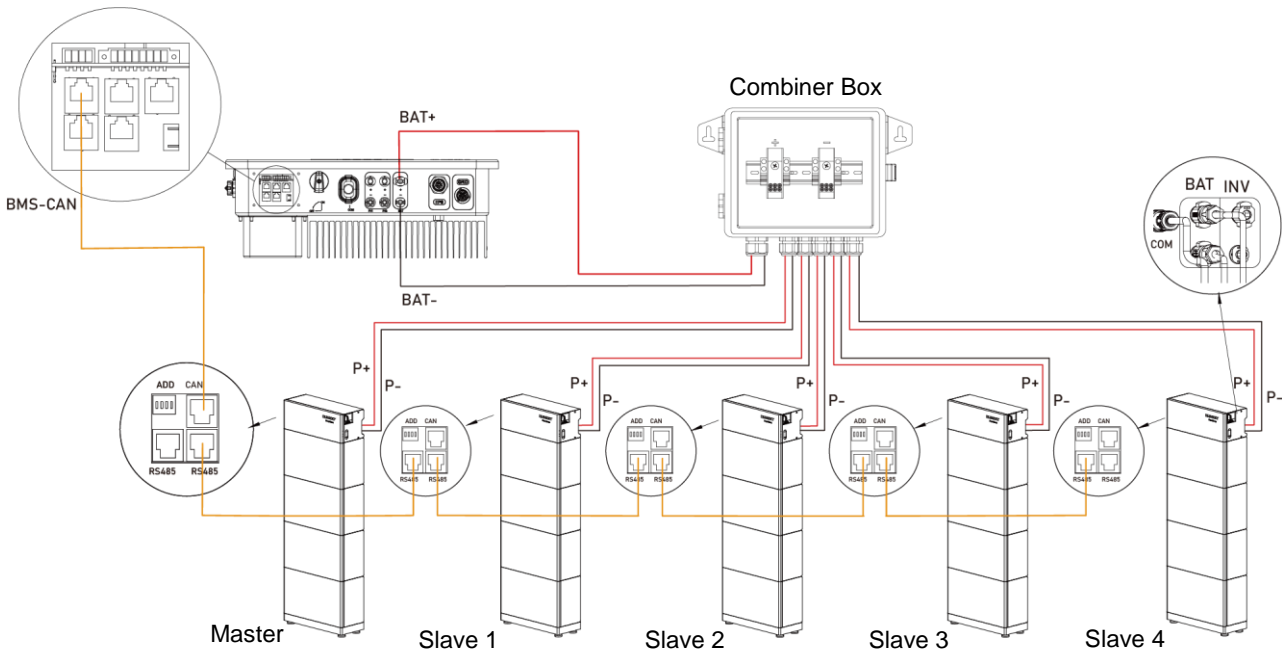 Combiner Box
BAT+
BMS-CAN
BAT-
BAT INV
COM
P+
P-
P+
P-
P+
P-
P+
P-
P+
P-
ADD CAN
RS485 RS485
ADD CAN
RS485 RS485
ADD CAN
RS485 RS485
ADD CAN
RS485 RS485
ADD CAN
RS485 RS485
Master
Slave 1
Slave 2
Slave 3
Slave 4